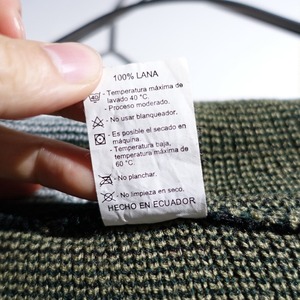 100% LANA
- Temperatura máxima de
lavado 40 °C.
- Proceso moderado.
- No usar blanqueador.
- Es posible el secado en
máquina.
- Temperatura baja,
temperatura máxima de
60 °C.
- No planchar.
- No limpieza en seco.
HECHO EN ECUADOR